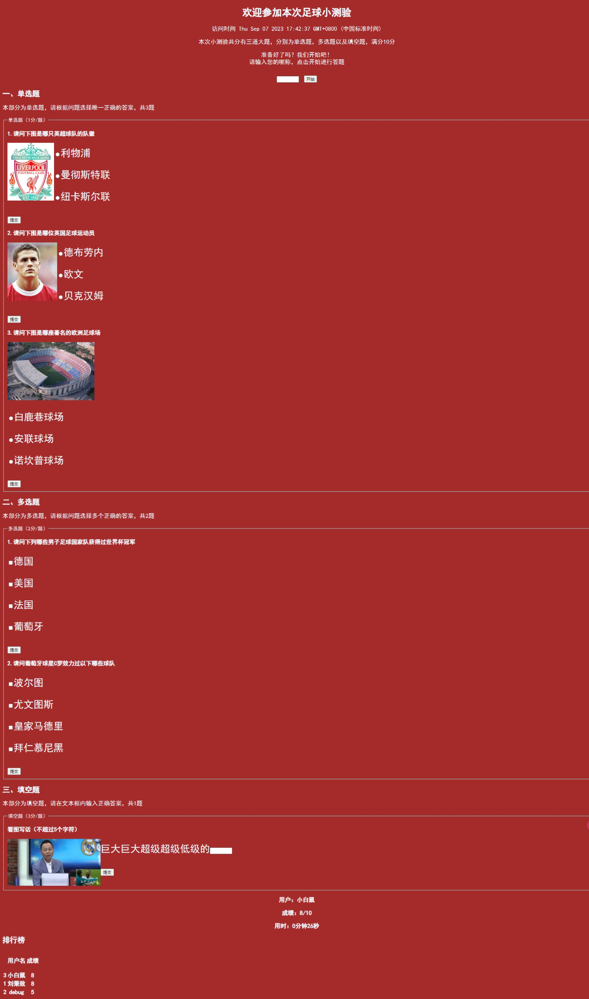 欢迎参加本次足球小测验
访问时间 Thu Sep 07 2023 17:42:37 GMT+0800 (中国标准时间)
本次小测验共分有三道大题，分别为单选题，多选题以及填空题，满分10分
准备好了吗？我们开始吧！
请输入您的昵称，点击开始进行答题
开始
一、单选题
本部分为单选题，请根据问题选择唯一正确的答案，共3题
单选题（1分/题）
1.请问下图是哪只英超球队的队徽
YOU'LL NEVER WALK ALONE
LIVERPOOL
FOOTBALL CLUB
EST·1892
®
利物浦
曼彻斯特联
纽卡斯尔联
提交
2.请问下图是哪位英国足球运动员
德布劳内
欧文
贝克汉姆
提交
3.请问下图是哪座著名的欧洲足球场
白鹿巷球场
安联球场
诺坎普球场
提交
二、多选题
本部分为多选题，请根据问题选择多个正确的答案，共2题
多选题（2分/题）
1.请问下列哪些男子足球国家队获得过世界杯冠军
德国
美国
法国
葡萄牙
提交
2.请问葡萄牙球星C罗效力过以下哪些球队
波尔图
尤文图斯
皇家马德里
拜仁慕尼黑
提交
三、填空题
本部分为填空题，请在文本框内输入正确答案，共1题
填空题（3分/题）
看图写话（不超过5个字符）
巨大巨大超级超级低级的
提交
用户：小白鼠
成绩：8/10
用时：0分钟26秒
排行榜
用户名 成绩
3 小白鼠 8
1 刘秉致 8
2 debug 5